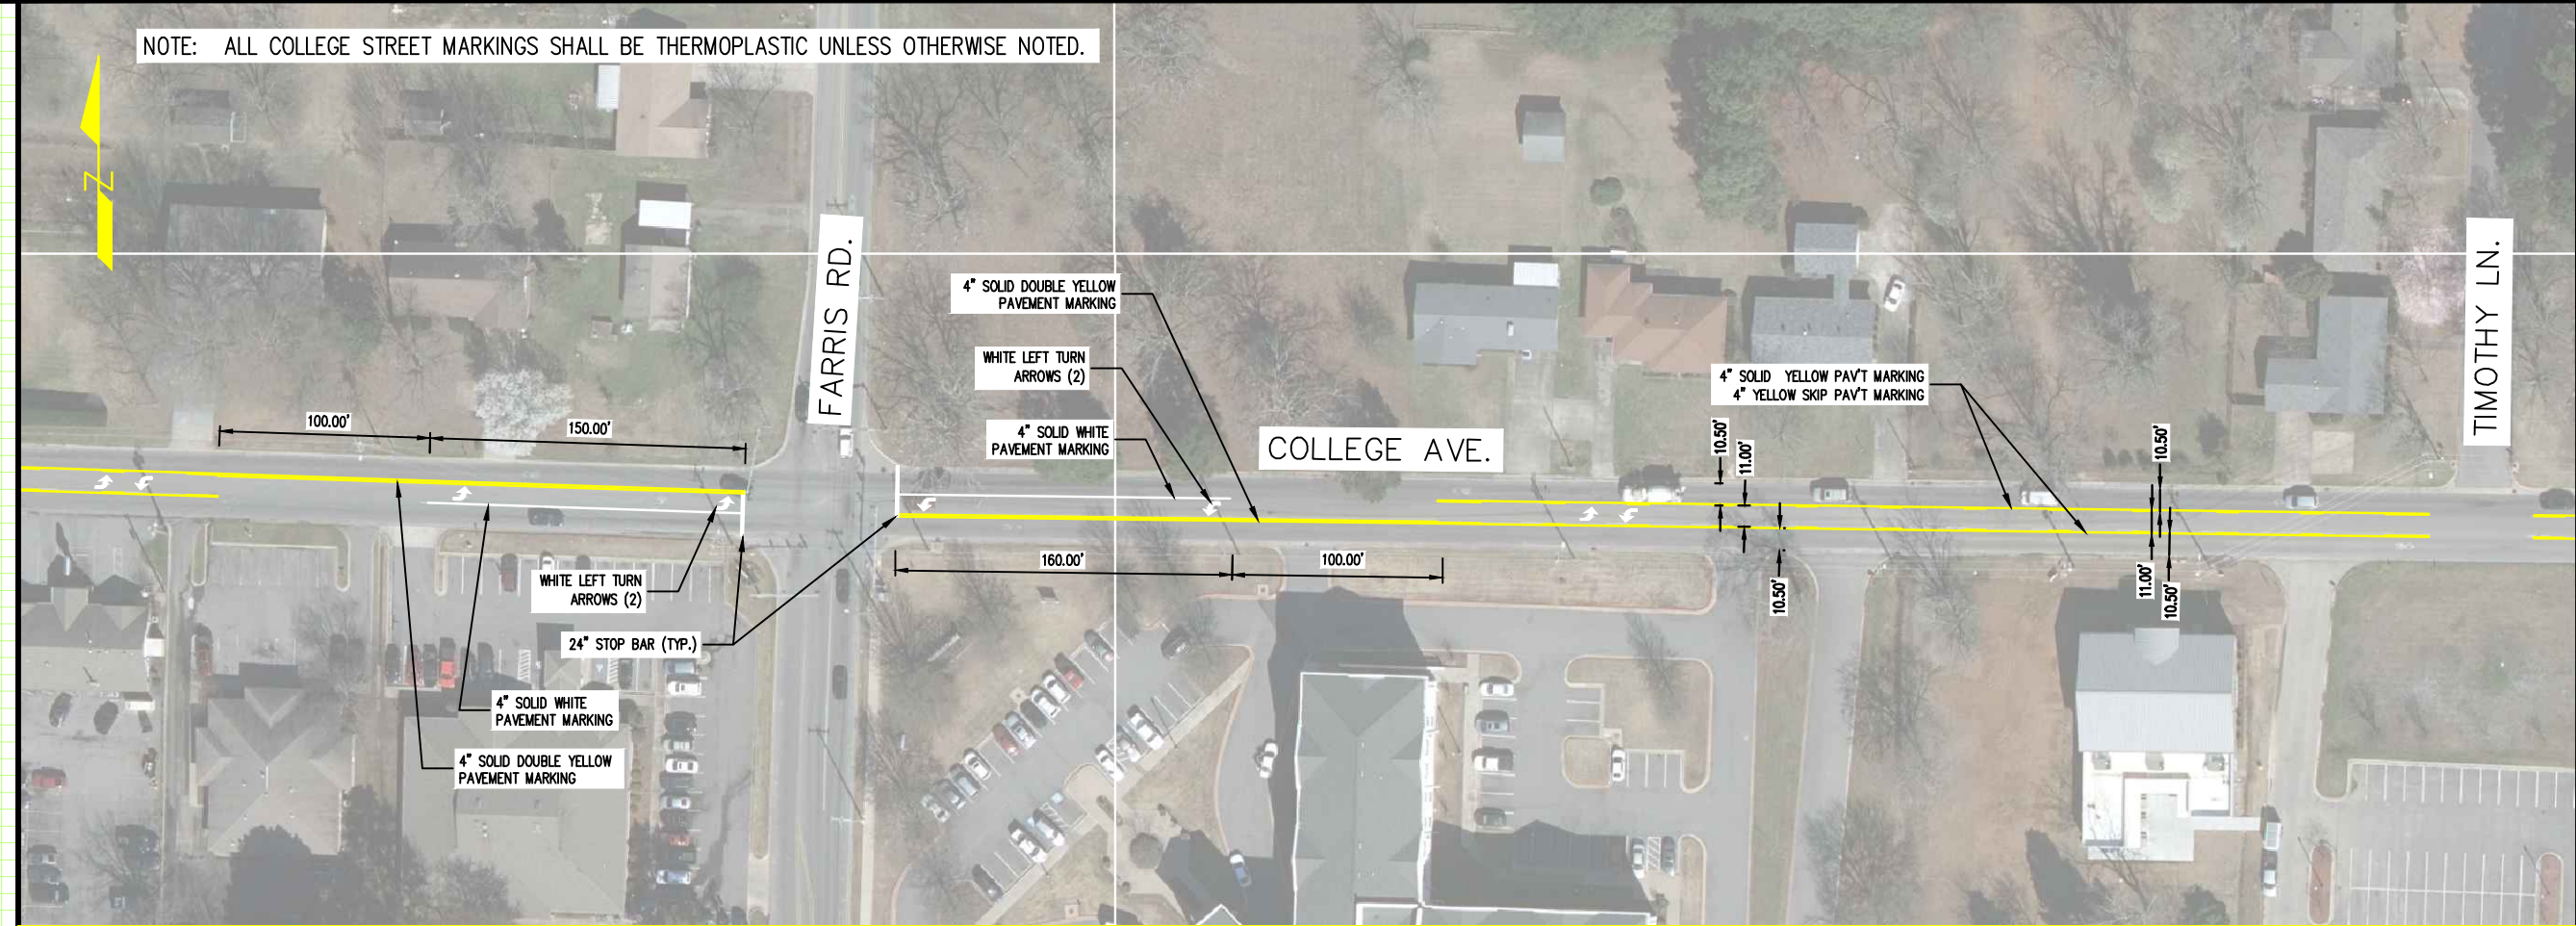 NOTE: ALL COLLEGE STREET MARKINGS SHALL BE THERMOPLASTIC UNLESS OTHERWISE NOTED.
N
FARRIS RD.
TIMOTHY LN.
4" SOLID DOUBLE YELLOW
PAVEMENT MARKING
WHITE LEFT TURN
ARROWS (2)
4" SOLID WHITE
PAVEMENT MARKING
COLLEGE AVE.
4" SOLID YELLOW PAV'T MARKING
4" YELLOW SKIP PAV'T MARKING
100.00'
150.00'
10.50'
11.00'
10.50'
10.50'
11.00'
10.50'
160.00'
100.00'
WHITE LEFT TURN
ARROWS (2)
24" STOP BAR (TYP.)
4" SOLID WHITE
PAVEMENT MARKING
4" SOLID DOUBLE YELLOW
PAVEMENT MARKING